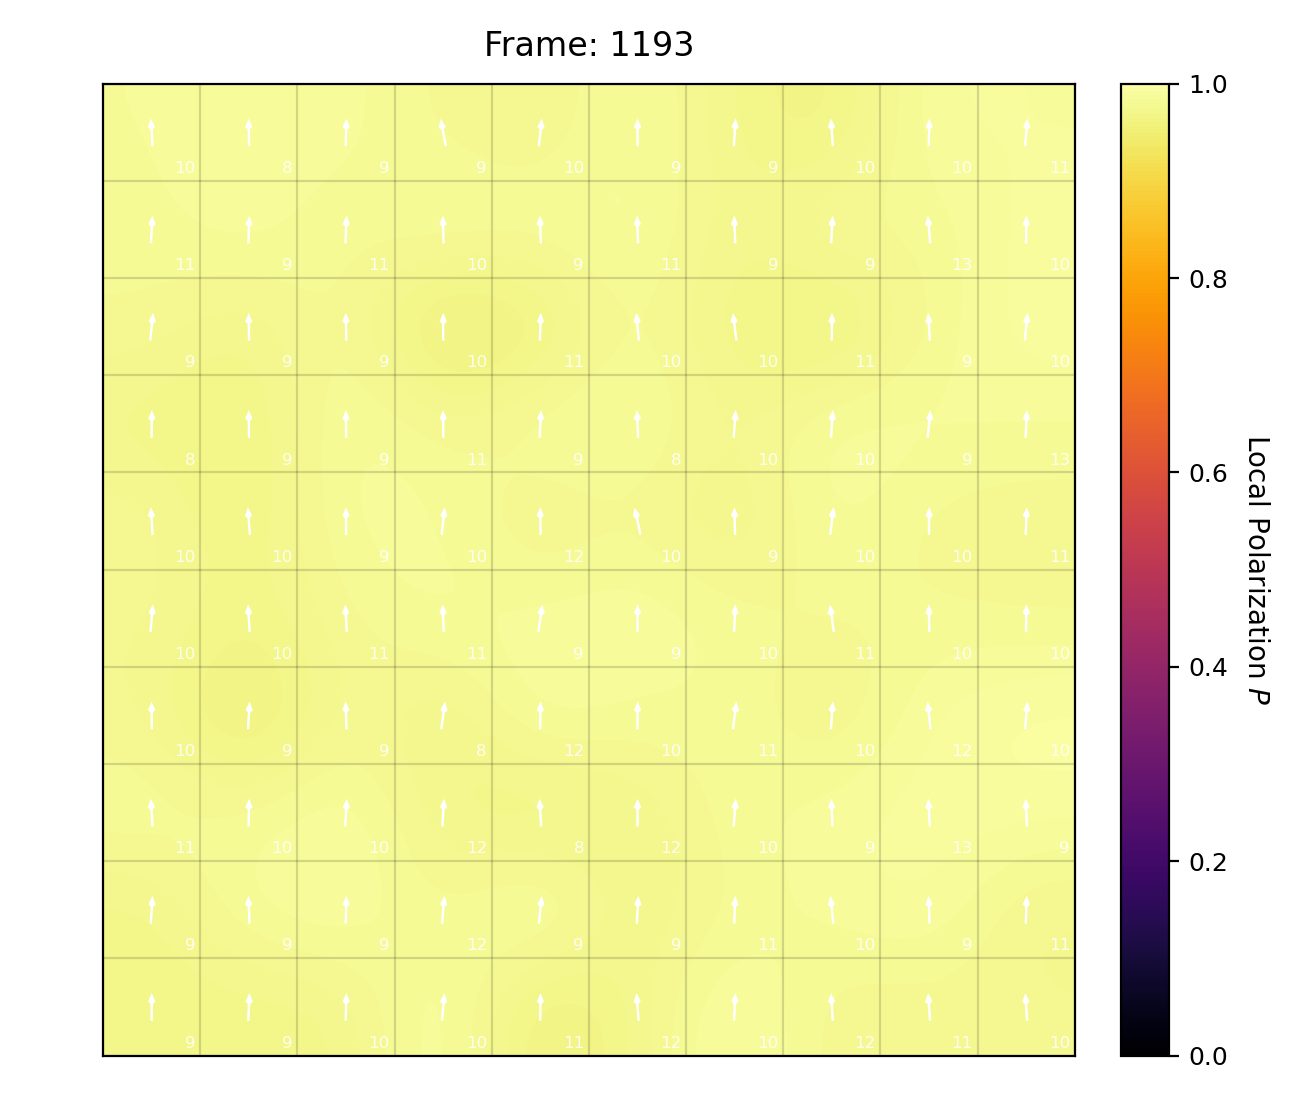 Frame: 1193
10 8 9 9 10 9 9 10 10 11
11 9 11 10 9 11 9 9 13 10
9 9 9 10 11 10 10 11 9 10
8 9 9 11 9 8 10 10 9 13
10 10 9 10 12 10 9 10 10 11
10 10 11 11 9 9 10 11 10 10
10 9 9 8 12 10 11 10 12 10
11 10 10 12 8 12 10 9 13 9
9 9 9 12 9 9 11 10 9 11
9 9 10 10 11 12 10 12 11 10
1.0
0.8
0.6
0.4
0.2
0.0
Local Polarization P